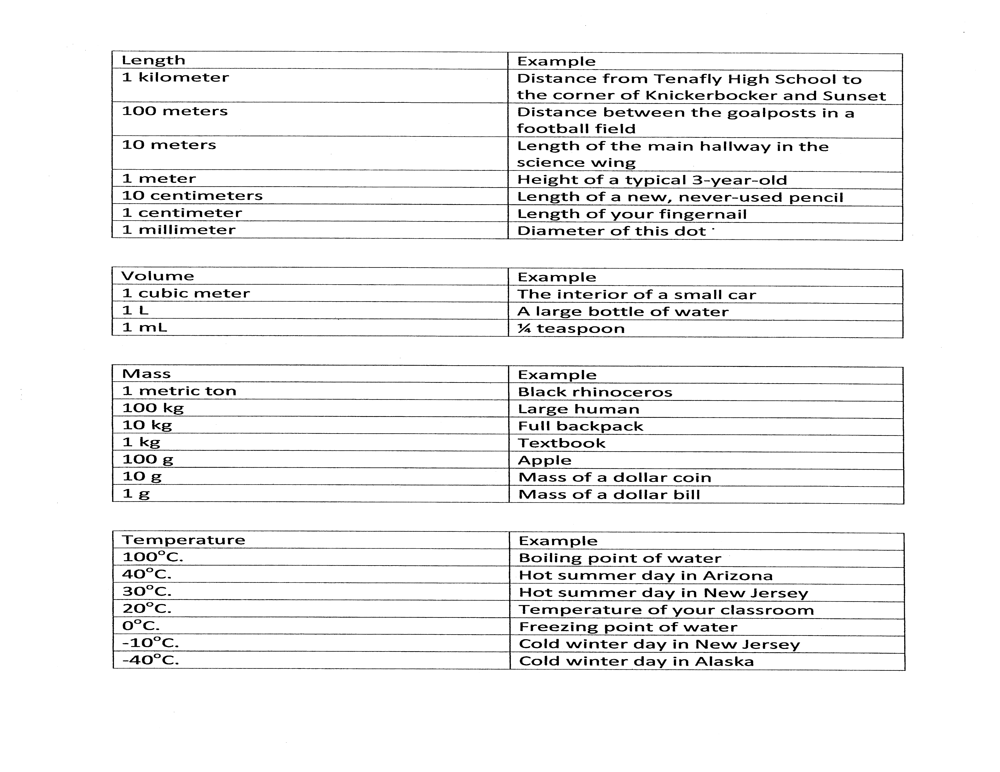 Length Example
1 kilometer Distance from Tenafly High School to
the corner of Knickerbocker and Sunset
100 meters Distance between the goalposts in a
football field
10 meters Length of the main hallway in the
science wing
1 meter Height of a typical 3-year-old
10 centimeters Length of a new, never-used pencil
1 centimeter Length of your fingernail
1 millimeter Diameter of this dot ·
Volume Example
1 cubic meter The interior of a small car
1 L A large bottle of water
1 mL ¼ teaspoon
Mass Example
1 metric ton Black rhinoceros
100 kg Large human
10 kg Full backpack
1 kg Textbook
100 g Apple
10 g Mass of a dollar coin
1 g Mass of a dollar bill
Temperature Example
100°C. Boiling point of water
40°C. Hot summer day in Arizona
30°C. Hot summer day in New Jersey
20°C. Temperature of your classroom
0°C. Freezing point of water
-10°C. Cold winter day in New Jersey
-40°C. Cold winter day in Alaska